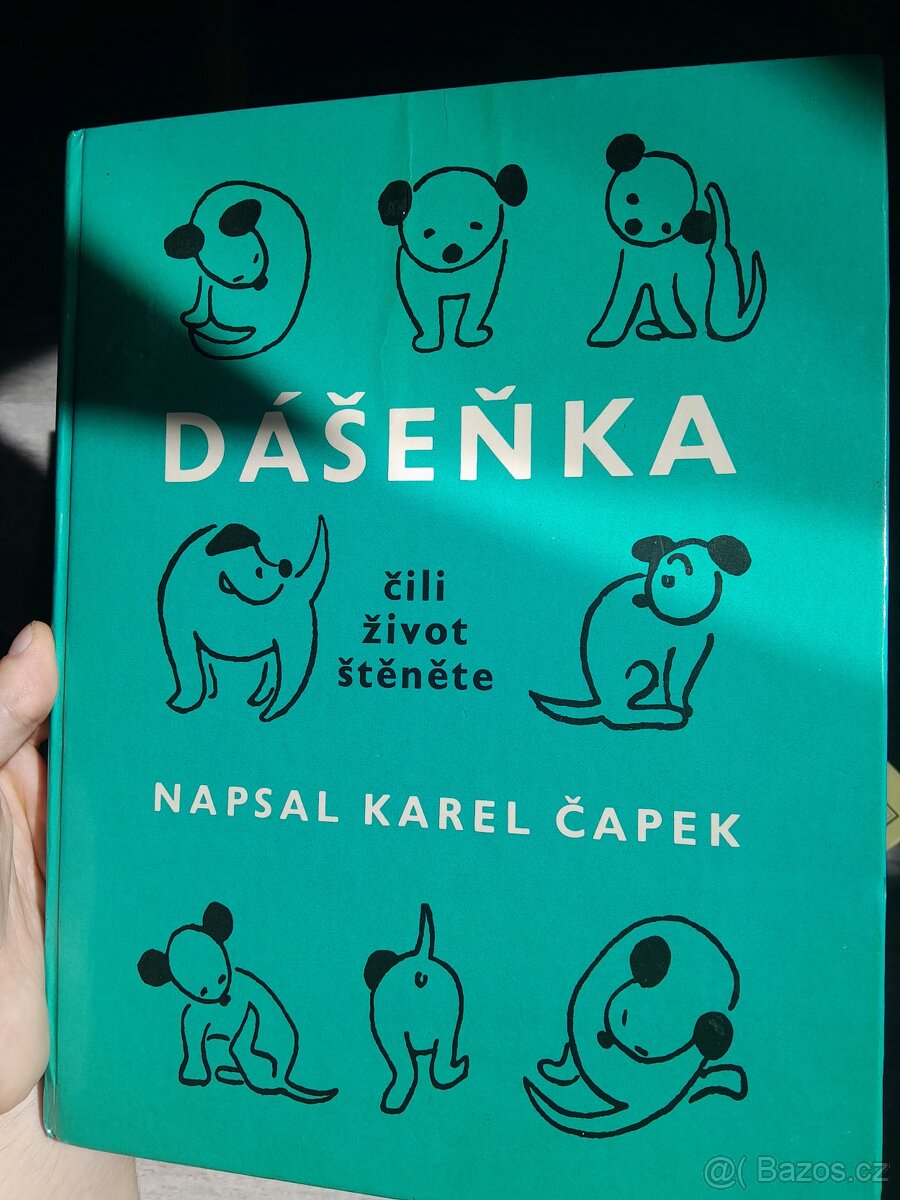 DÁŠEŇKA
čili
život
štěněte
NAPSAL KAREL ČAPEK
@( Bazos.cz